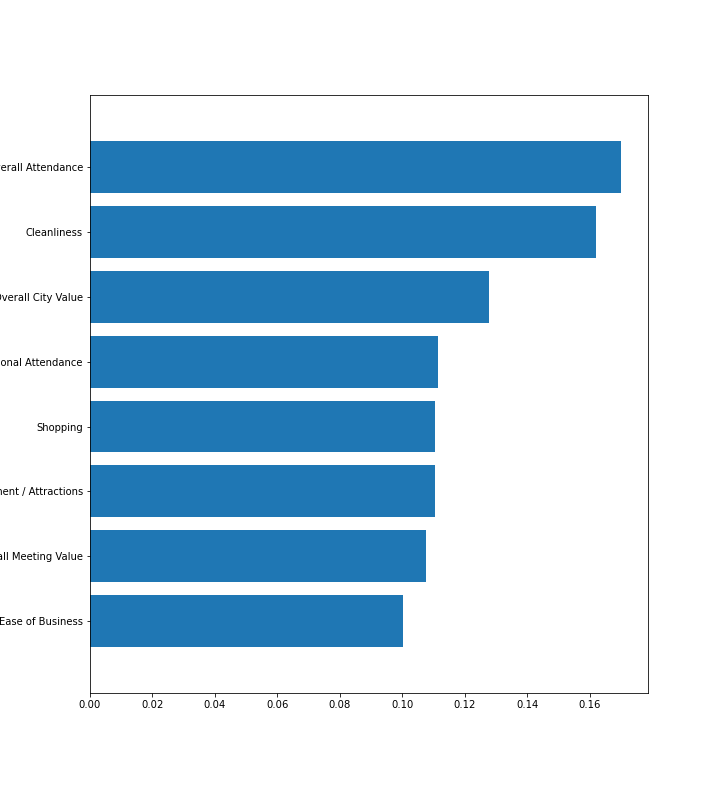 erall Attendance
Cleanliness
Overall City Value
onal Attendance
Shopping
ment / Attractions
all Meeting Value
Ease of Business
0.00 0.02 0.04 0.06 0.08 0.10 0.12 0.14 0.16